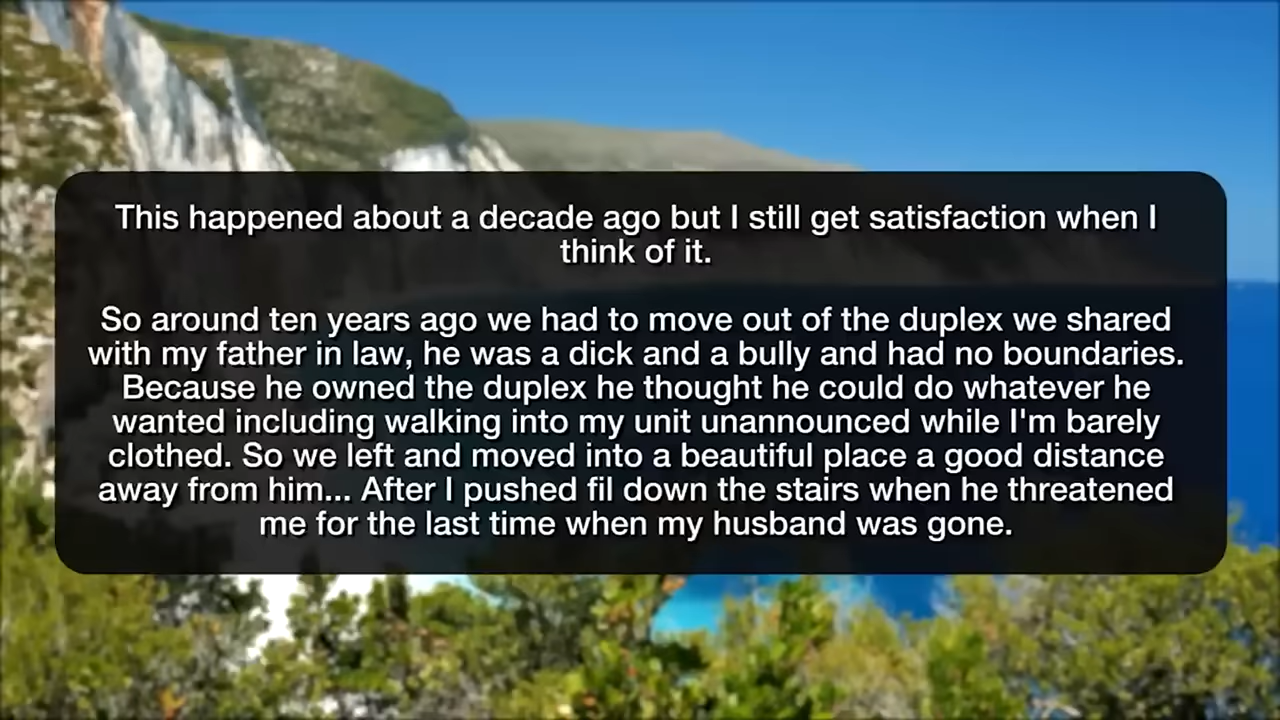 This happened about a decade ago but I still get satisfaction when I
think of it.
So around ten years ago we had to move out of the duplex we shared
with my father in law, he was a dick and a bully and had no boundaries.
Because he owned the duplex he thought he could do whatever he
wanted including walking into my unit unannounced while I'm barely
clothed. So we left and moved into a beautiful place a good distance
away from him... After I pushed fil down the stairs when he threatened
me for the last time when my husband was gone.